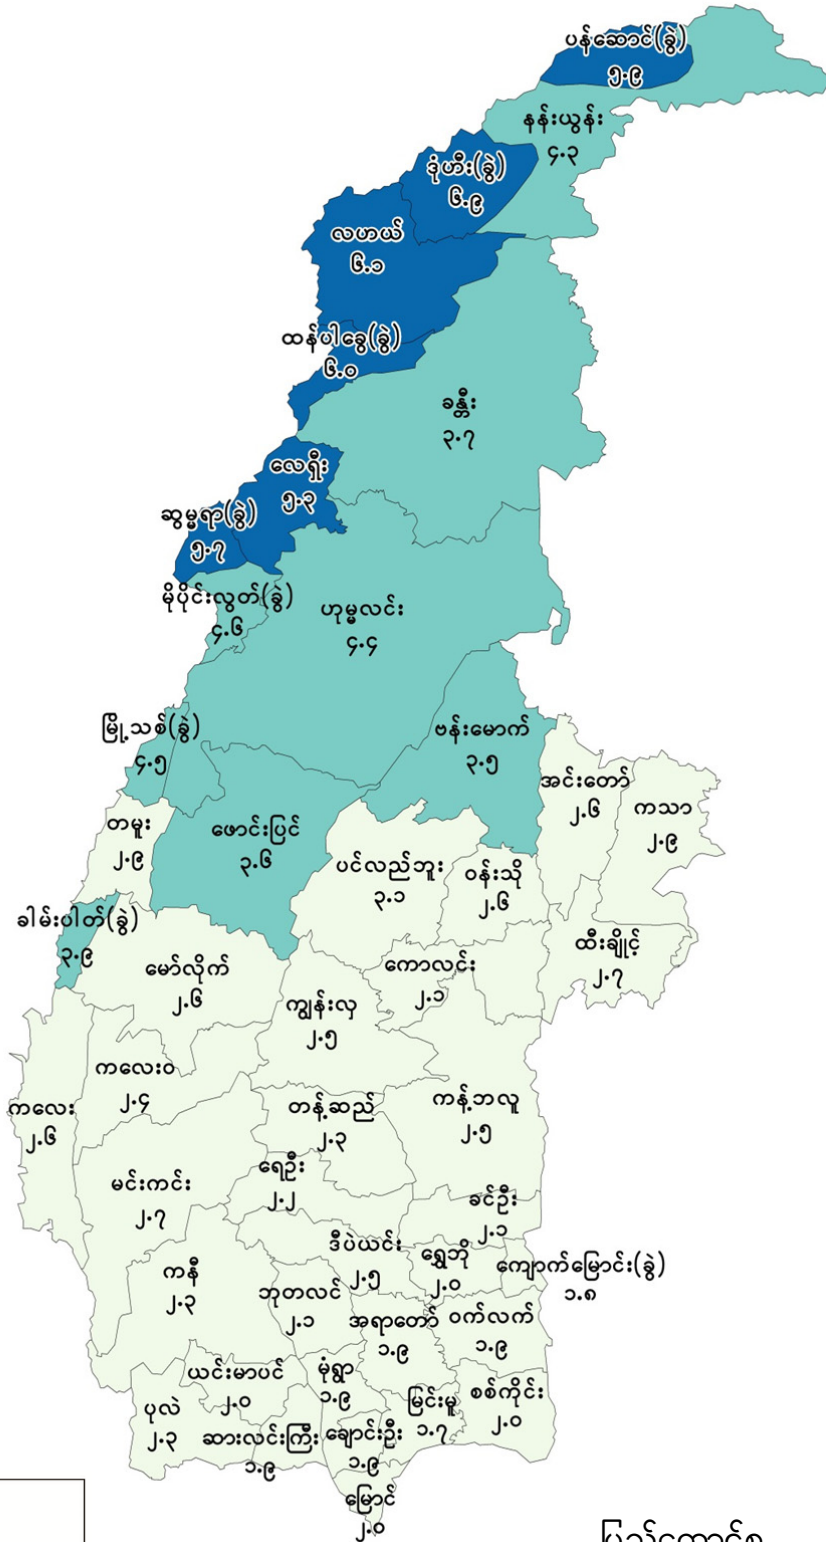 ပန်ဆောင်(ခွဲ)
၅.၉
နန်းယွန်း
၄.၃
ဒုံဟီး(ခွဲ)
၆.၉
လဟယ်
၆.၁
ထန်ပါခွေ(ခွဲ)
၆.၀
ခန္တီး
၃.၇
လေရှီး
၅.၃
ဆွမ္မရာ(ခွဲ)
၅.၇
မိုပိုင်းလွတ်(ခွဲ)
၄.၆
ဟုမ္မလင်း
၄.၄
မြို့သစ်(ခွဲ)
၄.၅
ဗန်းမောက်
၃.၅
အင်းတော်
၂.၆
ကသာ
၂.၉
တမူး
၂.၉
ဖောင်းပြင်
၃.၆
ပင်လည်ဘူး
၃.၁
ဝန်းသို
၂.၆
ခါမ်းပါတ်(ခွဲ)
၃.၉
ထီးချိုင့်
၂.၇
မော်လိုက်
၂.၆
ကောလင်း
၂.၁
ကျွန်းလှ
၂.၅
ကလေးဝ
၂.၄
ကလေး
၂.၆
တန့်ဆည်
၂.၃
ကန့်ဘလူ
၂.၅
ရေဦး
၂.၂
မင်းကင်း
၂.၇
ခင်ဦး
၂.၁
ဒီပဲယင်း
၂.၅
ရွှေဘို
၂.၀
ကျောက်မြောင်း(ခွဲ)
၁.၈
ကနီ
၂.၃
ဘုတလင်
၂.၁
အရာတော်
၁.၉
ဝက်လက်
၁.၉
ယင်းမာပင်
၂.၀
မုံရွာ
၁.၉
မြင်းမူ
၁.၇
စစ်ကိုင်း
၂.၀
ပုလဲ
၂.၃
ဆားလင်းကြီး
၁.၉
ချောင်းဦး
၁.၉
မြောင်
၂.၀